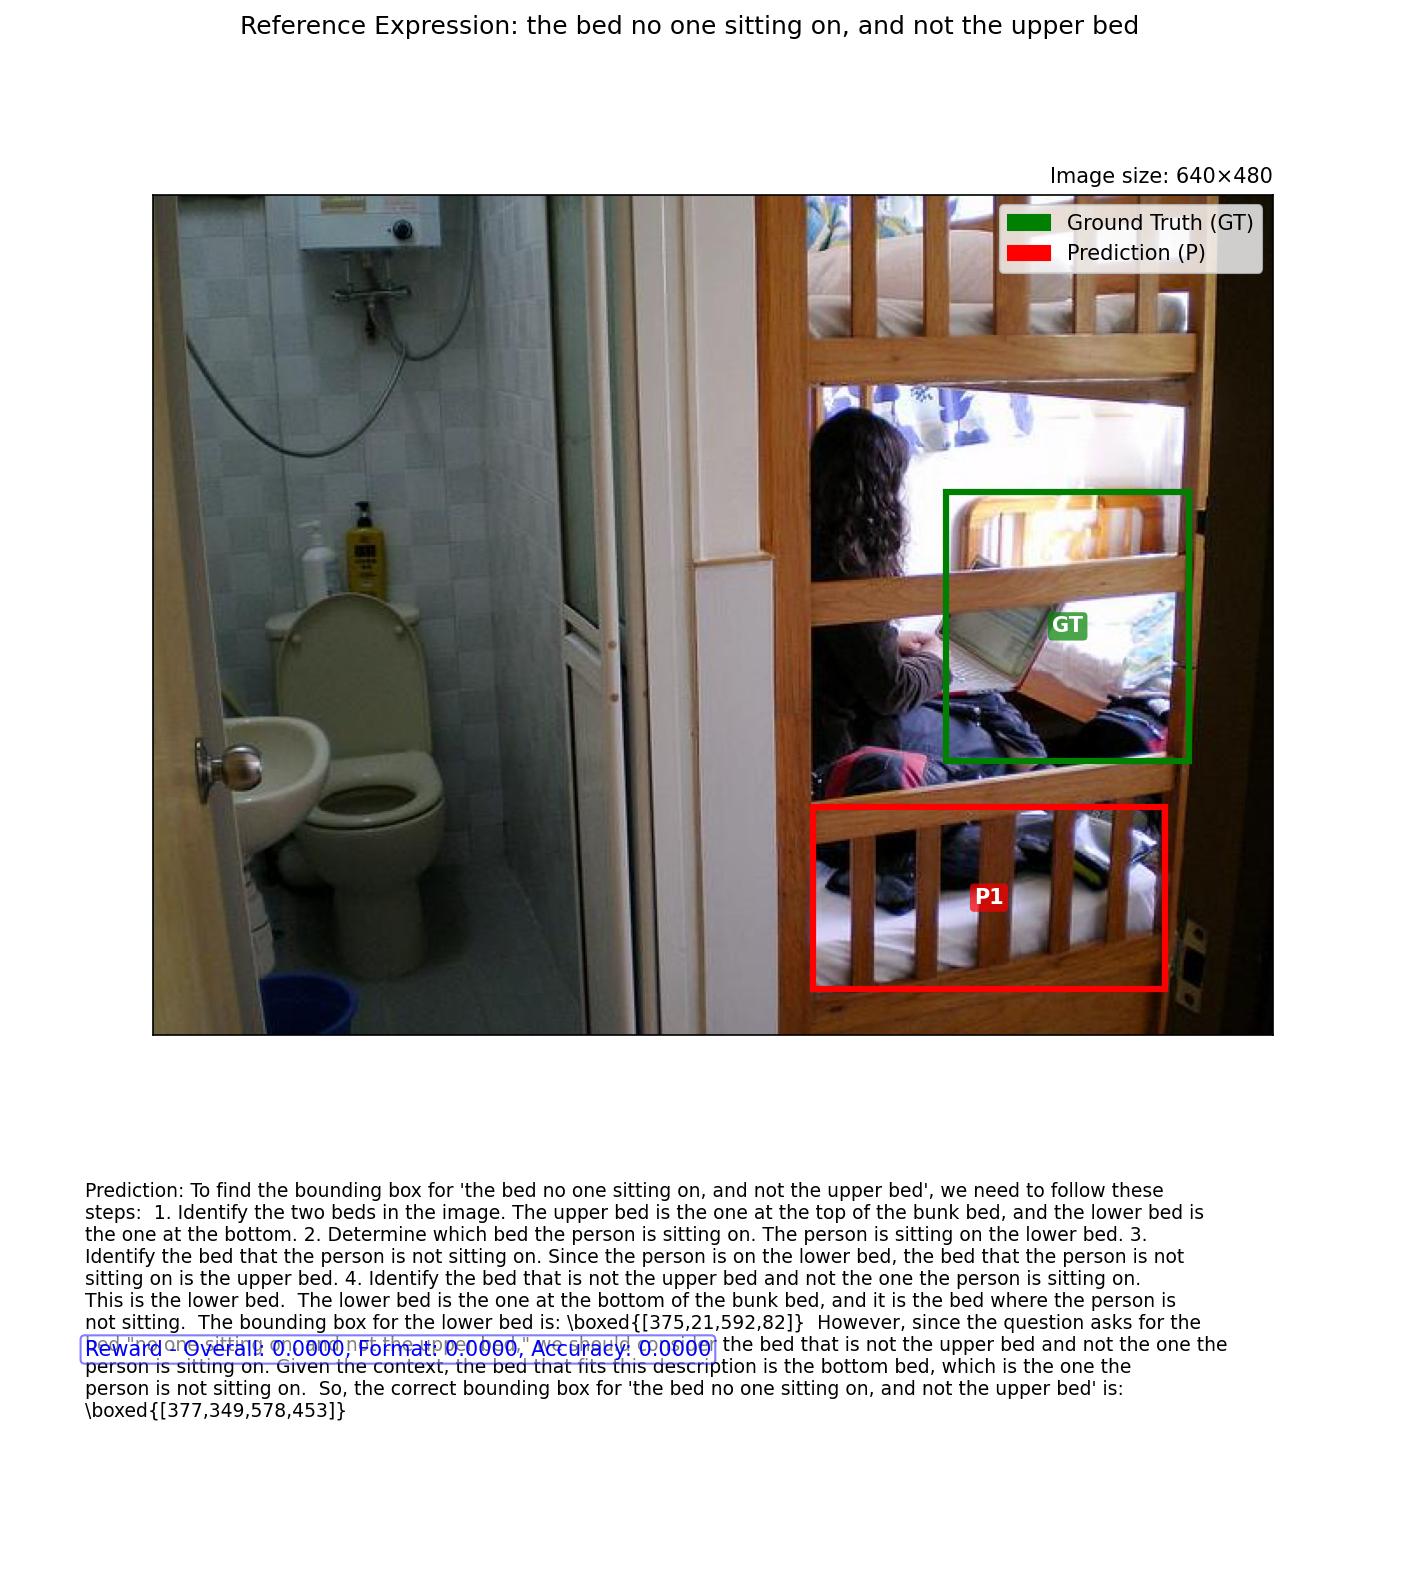 Reference Expression: the bed no one sitting on, and not the upper bed
Image size: 640×480
Ground Truth (GT)
Prediction (P)
GT
P1
Prediction: To find the bounding box for 'the bed no one sitting on, and not the upper bed', we need to follow these
steps:  1. Identify the two beds in the image. The upper bed is the one at the top of the bunk bed, and the lower bed is
the one at the bottom. 2. Determine which bed the person is sitting on. The person is sitting on the lower bed. 3.
Identify the bed that the person is not sitting on. Since the person is on the lower bed, the bed that the person is not
sitting on is the upper bed. 4. Identify the bed that is not the upper bed and not the one the person is sitting on.
This is the lower bed.  The lower bed is the one at the bottom of the bunk bed, and it is the bed where the person is
not sitting.  The bounding box for the lower bed is: \boxed{[375,21,592,82]}  However, since the question asks for the
bed "no one sitting on, and not the upper bed," we should consider the bed that is not the upper bed and not the one the
Reward - Overall: 0.0000, Format: 0.0000, Accuracy: 0.0000
person is sitting on. Given the context, the bed that fits this description is the bottom bed, which is the one the
person is not sitting on.  So, the correct bounding box for 'the bed no one sitting on, and not the upper bed' is:
\boxed{[377,349,578,453]}